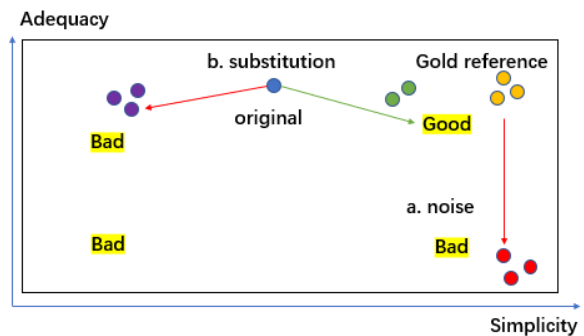 Adequacy
b. substitution
Gold reference
original
Good
Bad
a. noise
Bad
Bad
Simplicity